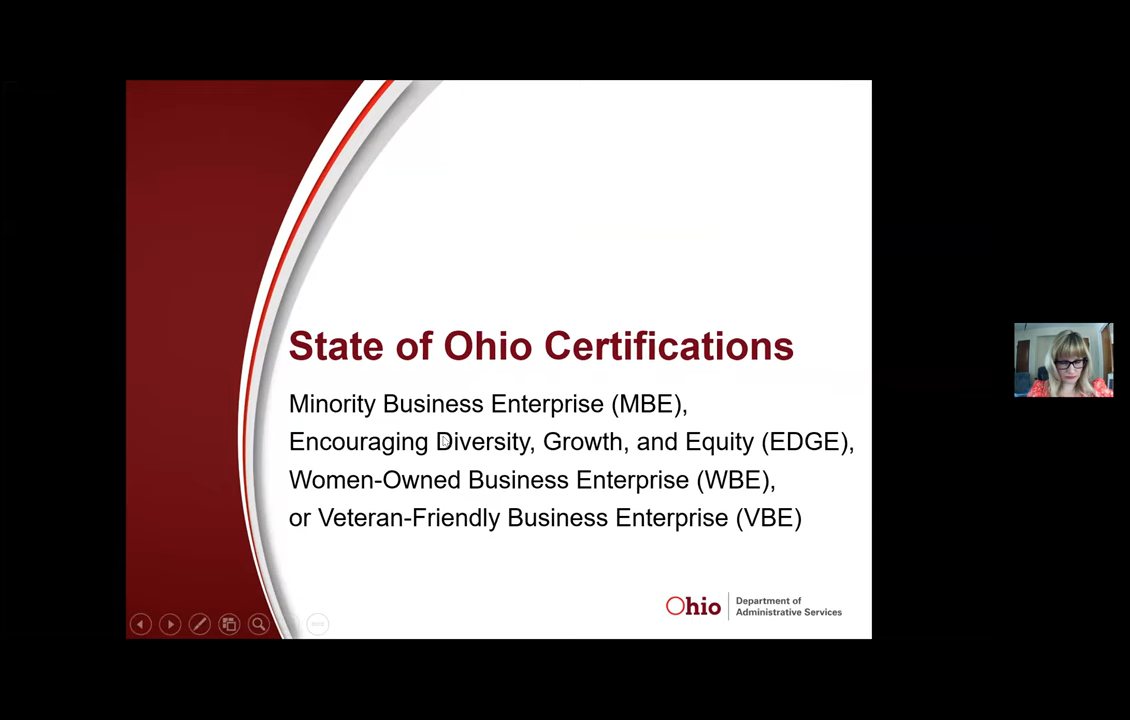 State of Ohio Certifications
Minority Business Enterprise (MBE),
Encouraging Diversity, Growth, and Equity (EDGE),
Women-Owned Business Enterprise (WBE),
or Veteran-Friendly Business Enterprise (VBE)
Ohio
Department of
Administrative Services